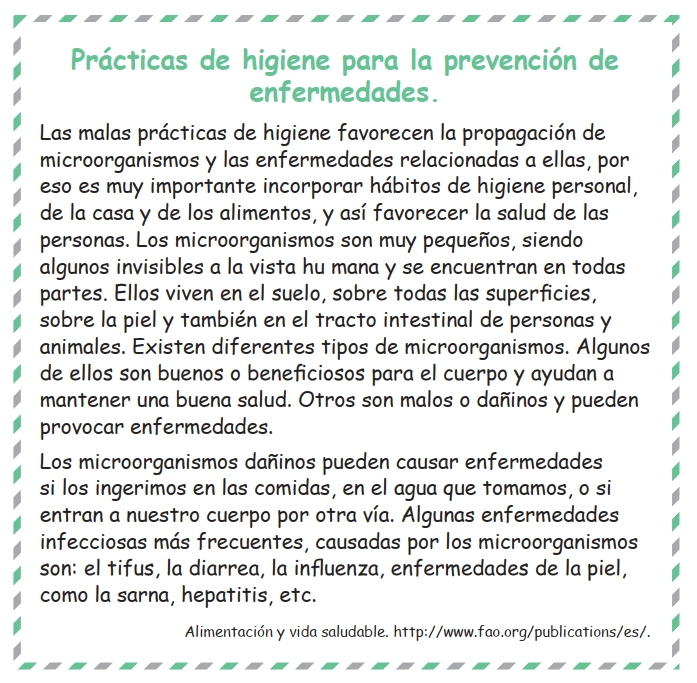 Prácticas de higiene para la prevención de
enfermedades.
Las malas prácticas de higiene favorecen la propagación de
microorganismos y las enfermedades relacionadas a ellas, por
eso es muy importante incorporar hábitos de higiene personal,
de la casa y de los alimentos, y así favorecer la salud de las
personas. Los microorganismos son muy pequeños, siendo
algunos invisibles a la vista hu mana y se encuentran en todas
partes. Ellos viven en el suelo, sobre todas las superficies,
sobre la piel y también en el tracto intestinal de personas y
animales. Existen diferentes tipos de microorganismos. Algunos
de ellos son buenos o beneficiosos para el cuerpo y ayudan a
mantener una buena salud. Otros son malos o dañinos y pueden
provocar enfermedades.
Los microorganismos dañinos pueden causar enfermedades
si los ingerimos en las comidas, en el agua que tomamos, o si
entran a nuestro cuerpo por otra vía. Algunas enfermedades
infecciosas más frecuentes, causadas por los microorganismos
son: el tifus, la diarrea, la influenza, enfermedades de la piel,
como la sarna, hepatitis, etc.
Alimentación y vida saludable. http://www.fao.org/publications/es/.